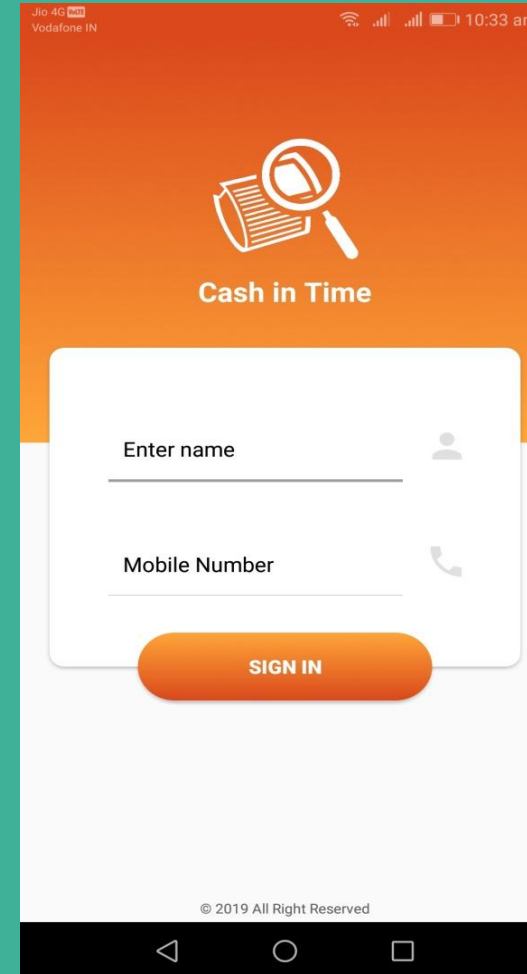 Jio 4G VoLTE
Vodafone IN
10:33 am
Cash in Time
Enter name
Mobile Number
SIGN IN
© 2019 All Right Reserved